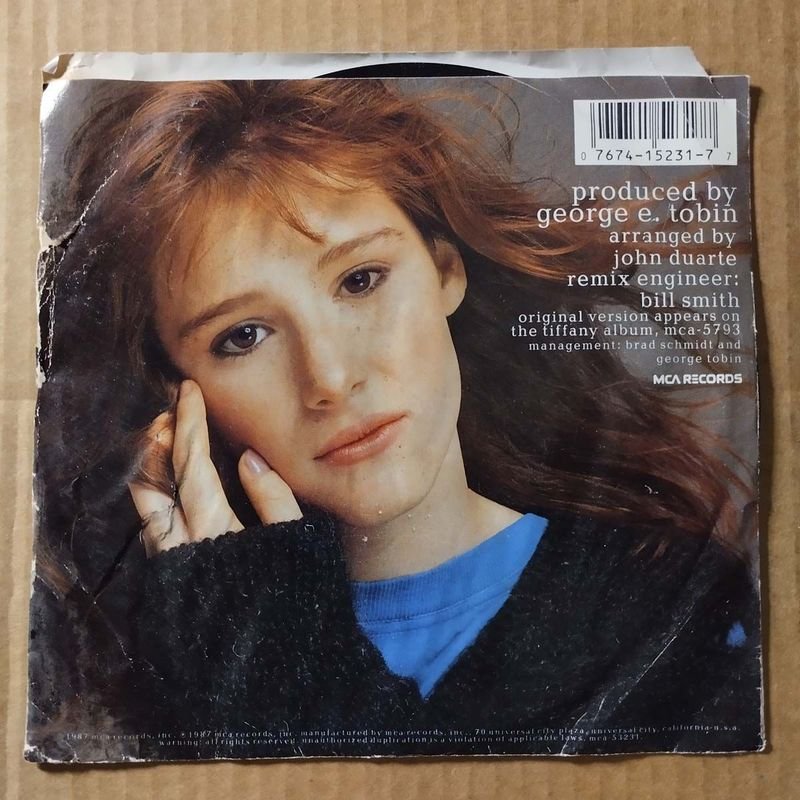 0 7674-15231-7 7
produced by
george e. tobin
arranged by
john duarte
remix engineer:
bill smith
original version appears on
the tiffany album, mca-5793
management: brad schmidt and
george tobin
MCA RECORDS
1987 mca records, inc. ℗1987 mca records, inc. manufactured by mca records, inc., 70 universal city plaza, universal city, california-u.s.a.
warning: all rights reserved. unauthorized duplication is a violation of applicable laws. mca 53231.